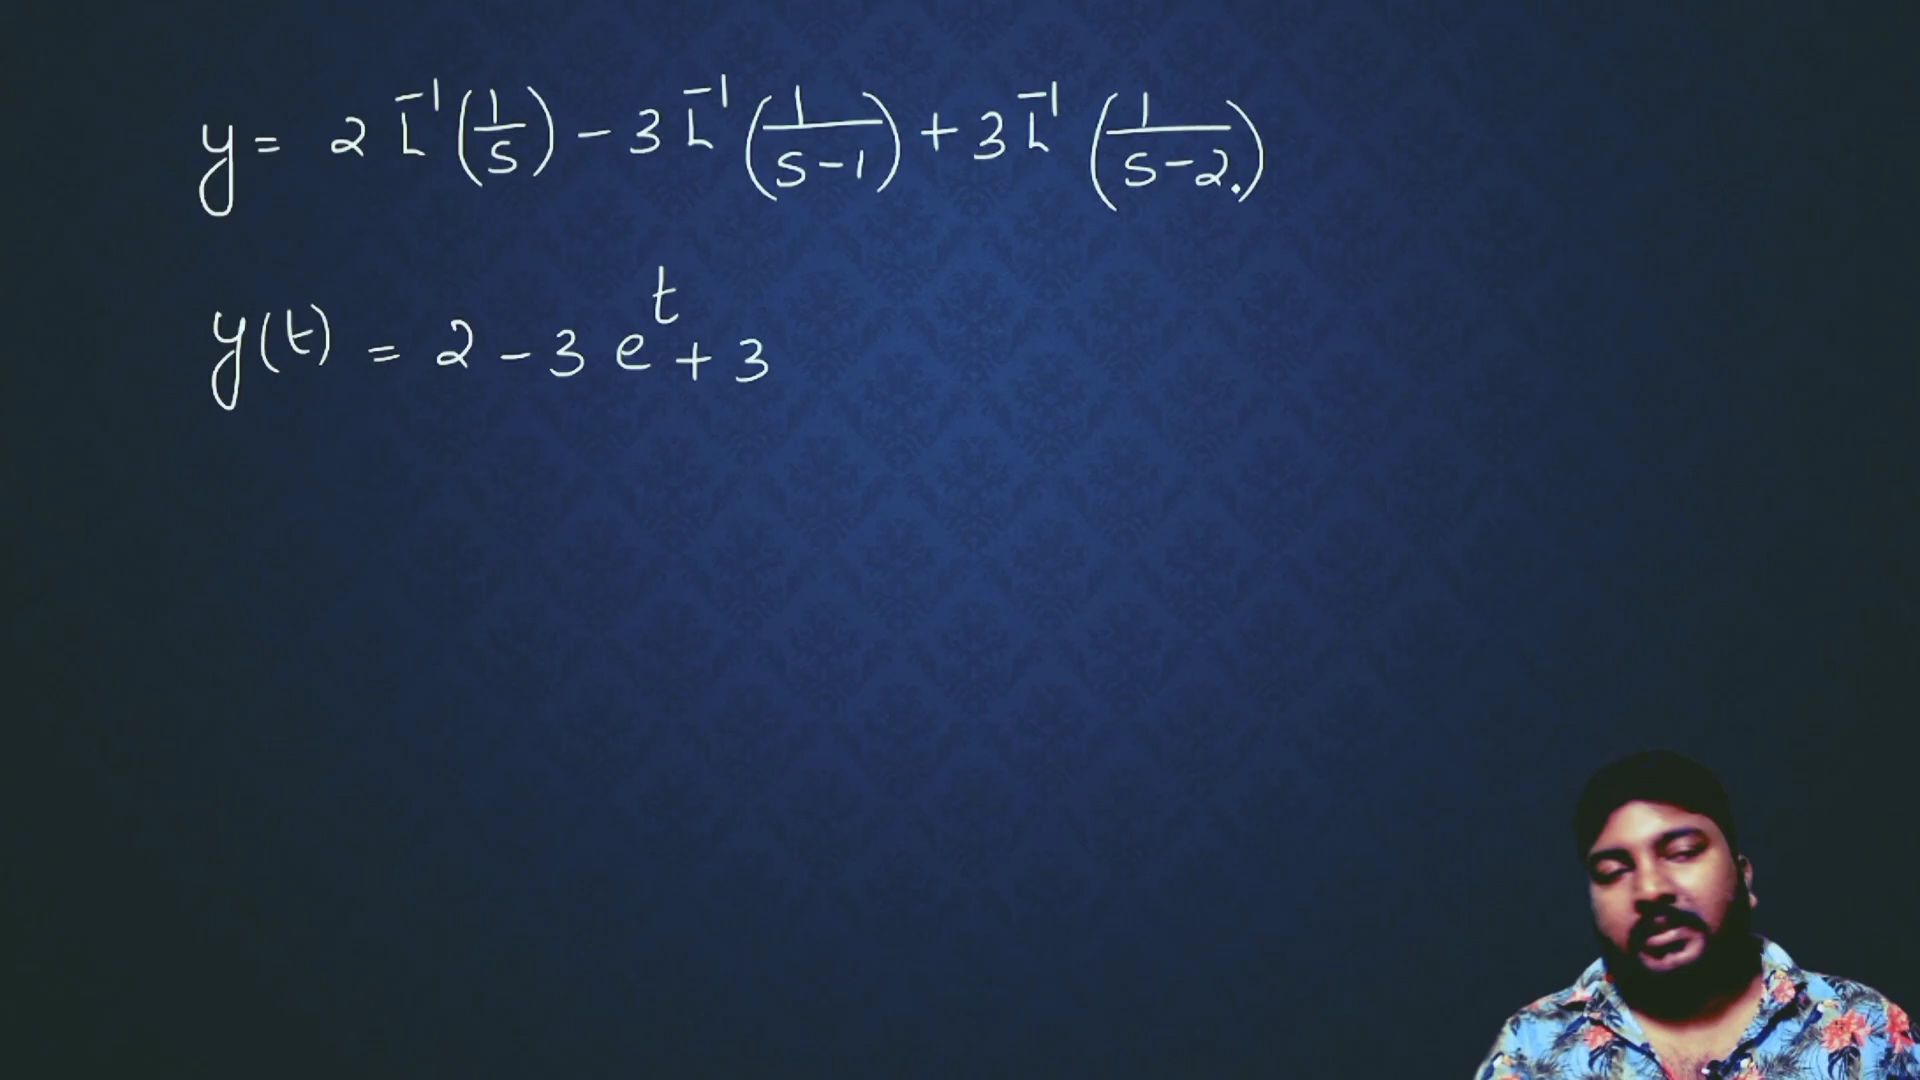 y = 2 L⁻¹(1/s) - 3 L⁻¹(1/(s-1)) + 3 L⁻¹(1/(s-2))
y(t) = 2 - 3 e^t + 3